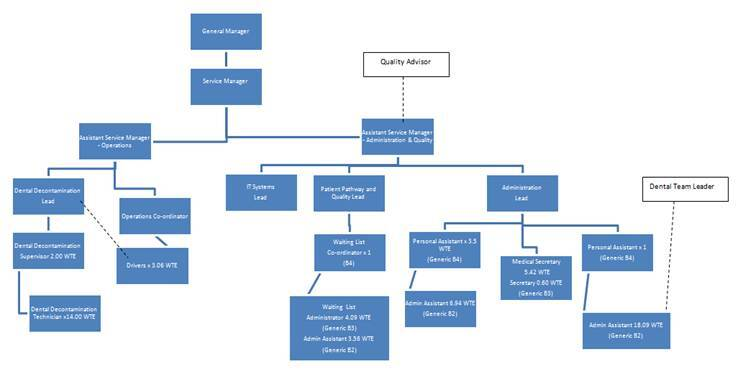 General Manager
Quality Advisor
Service Manager
Assistant Service Manager
- Operations
Assistant Service Manager
- Administration & Quality
Dental Decontamination
Lead
Operations Co-ordinator
IT Systems
Lead
Patient Pathway and
Quality Lead
Administration
Lead
Dental Team Leader
Dental Decontamination
Supervisor 2.00 WTE
Drivers x 3.06 WTE
Waiting List
Co-ordinator x 1
(B4)
Personal Assistant x 3.5
WTE
(Generic B4)
Medical Secretary
5.42 WTE
Secretary 0.60 WTE
(Generic B3)
Personal Assistant x 1
(Generic B4)
Dental Decontamination
Technician x14.00 WTE
Waiting List
Administrator 4.09 WTE
(Generic B3)
Admin Assistant 3.56 WTE
(Generic B2)
Admin Assistant 6.94 WTE
(Generic B2)
Admin Assistant 18.09 WTE
(Generic B2)